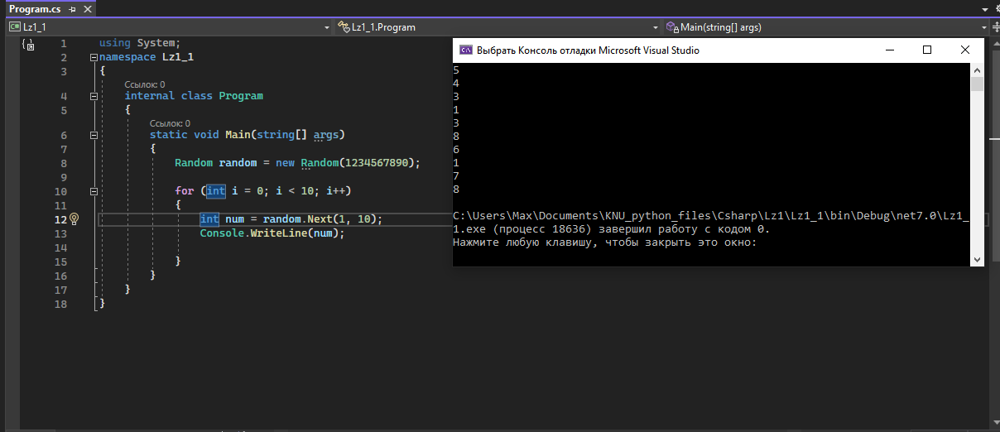 Program.cs
Lz1_1
Lz1_1.Program
Main(string[] args)
1 using System;
2 namespace Lz1_1
3 {
Ссылок: 0
4 internal class Program
5 {
Ссылок: 0
6 static void Main(string[] args)
7 {
8 Random random = new Random(1234567890);
9
10 for (int i = 0; i < 10; i++)
11 {
12 int num = random.Next(1, 10);
13 Console.WriteLine(num);
14
15 }
16 }
17 }
18 }
Выбрать Консоль отладки Microsoft Visual Studio
5
4
3
1
3
8
6
1
7
8
C:\Users\Max\Documents\KNU_python_files\Csharp\Lz1\Lz1_1\bin\Debug\net7.0\Lz1_
1.exe (процесс 18636) завершил работу с кодом 0.
Нажмите любую клавишу, чтобы закрыть это окно: